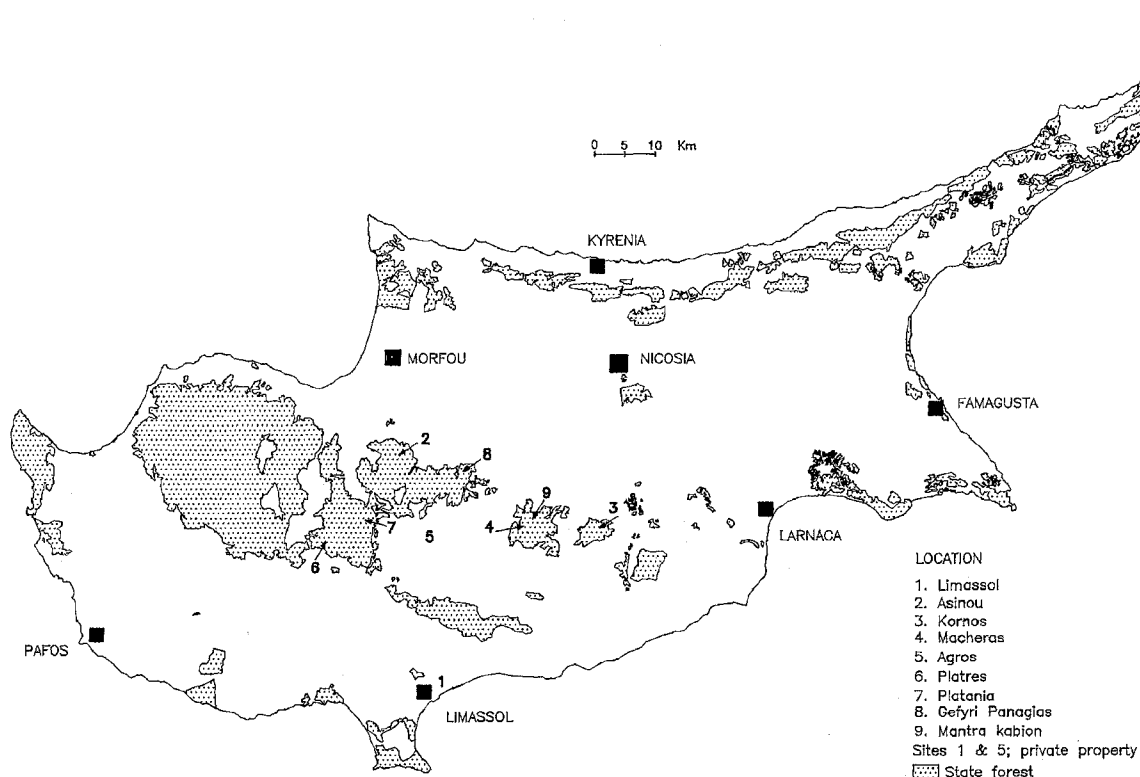 0 5 10 Km
KYRENIA
MORFOU
NICOSIA
FAMAGUSTA
2
8
9
4
3
7
5
6
LARNACA
PAFOS
1
LIMASSOL
LOCATION
1. Limassol
2. Asinou
3. Kornos
4. Macheras
5. Agros
6. Platres
7. Platania
8. Gefyri Panagias
9. Mantra kabion
Sites 1 & 5; private property
State forest